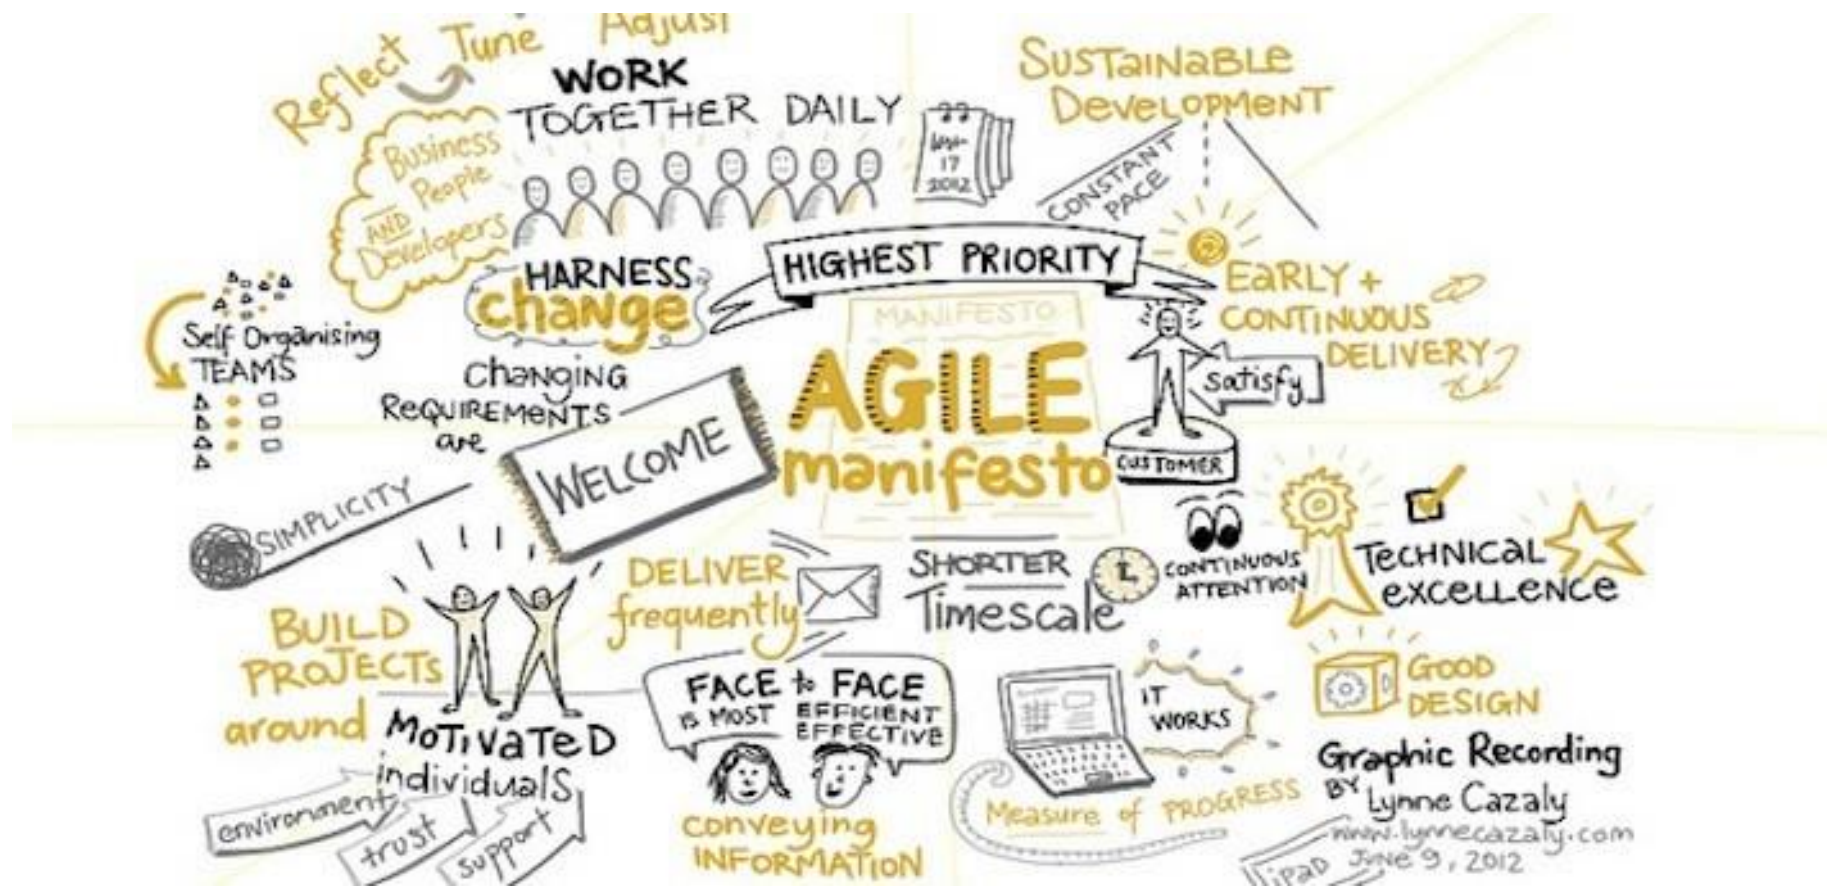 Reflect
Tune
Adjust
WORK
TOGETHER DAILY
Business
People
AND
Developers
17
2012
SUSTAINABLE
DEVELOPMENT
CONSTANT
PACE
HARNESS
change
HIGHEST PRIORITY
EARLY +
CONTINUOUS
DELIVERY
Self Organising
TEAMS
CHANGING
REQUIREMENTS
are
WELCOME
MANIFESTO
AGILE
manifesto
satisfy
CUSTOMER
SIMPLICITY
DELIVER
frequently
SHORTER
Timescale
CONTINUOUS
ATTENTION
TECHNICAL
EXCELLENCE
BUILD
PROJECTS
around
MOTIVATED
individuals
environment
trust
support
FACE to FACE
IS MOST
EFFICIENT
EFFECTIVE
conveying
INFORMATION
IT
WORKS
Measure of PROGRESS
GOOD
DESIGN
Graphic Recording
BY Lynne Cazaly
www.lynnecazaly.com
JUNE 9, 2012
iPAD